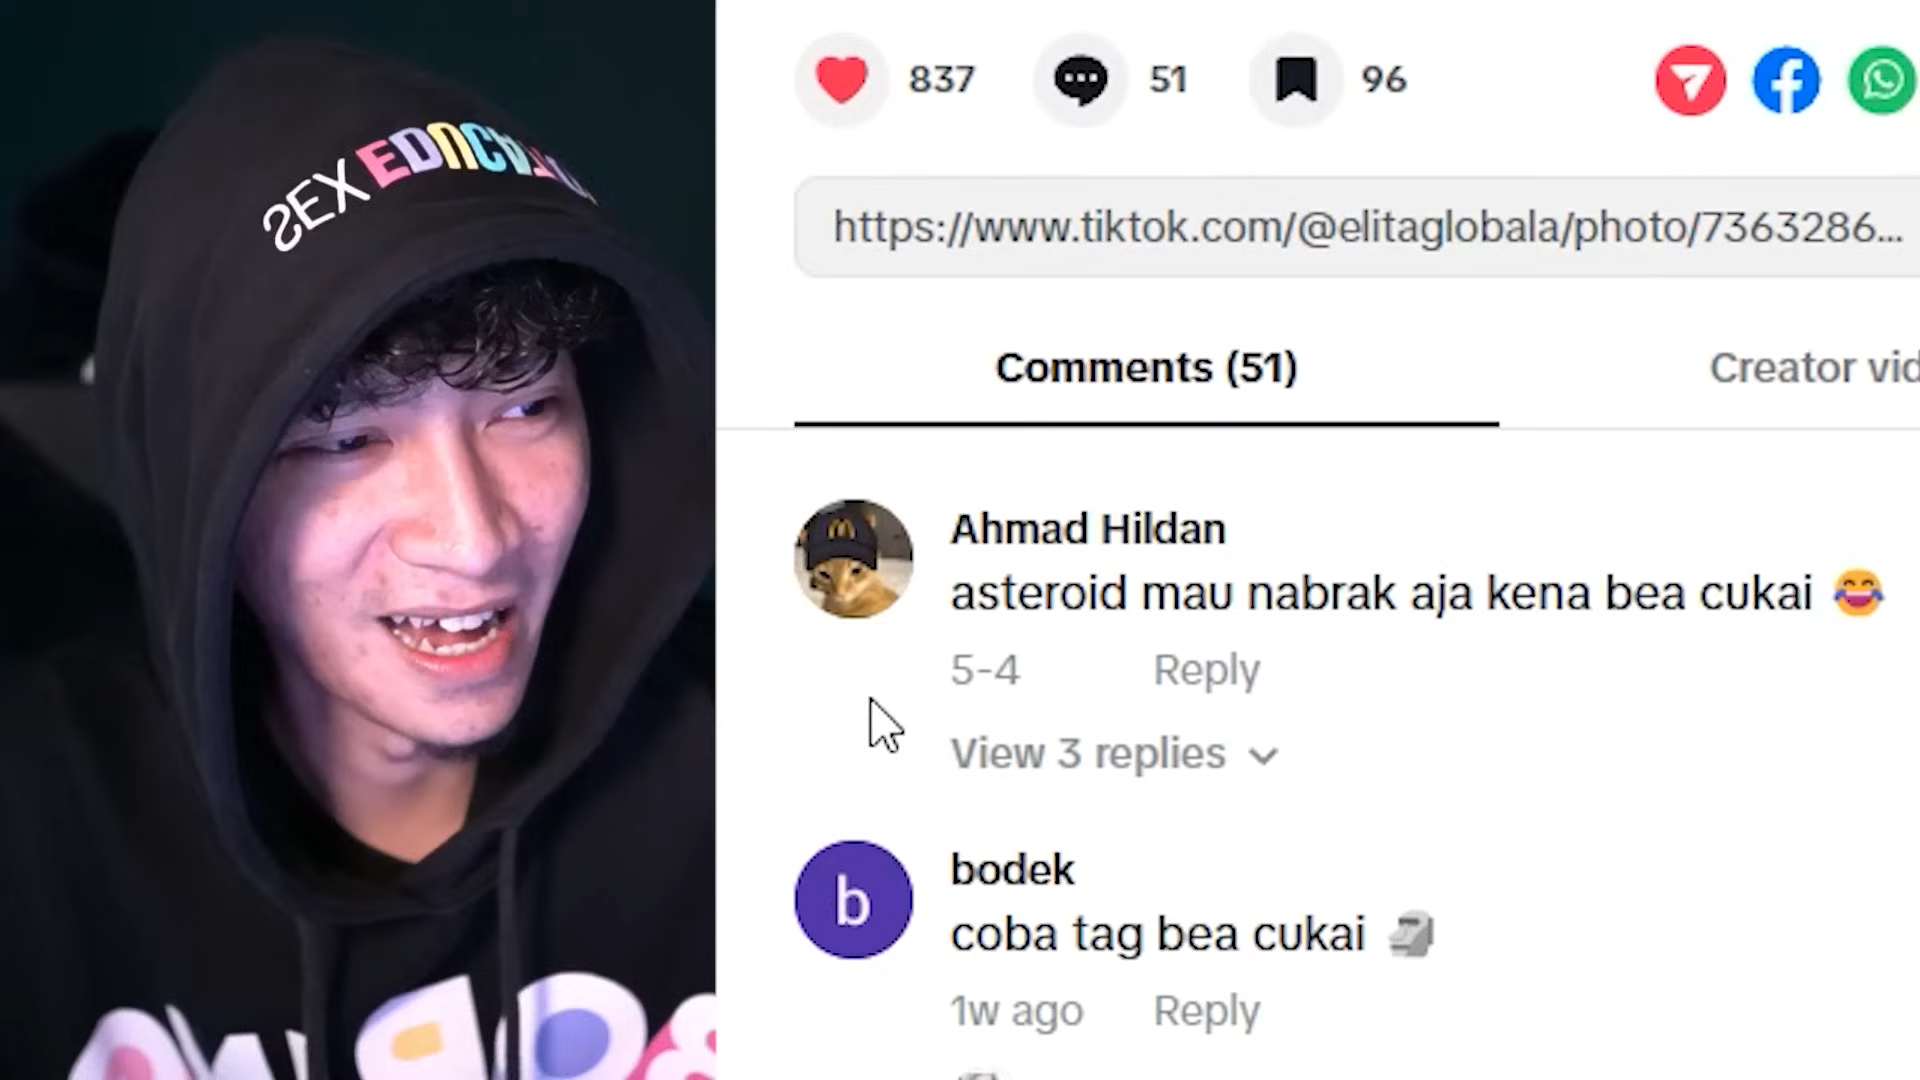 SEX EDUCATIO
837
51
96
https://www.tiktok.com/@elitaglobala/photo/7363286...
Comments (51)
Creator vid
Ahmad Hildan
asteroid mau nabrak aja kena bea cukai 😂
5-4
Reply
View 3 replies
b
bodek
coba tag bea cukai 🗿
1w ago
Reply